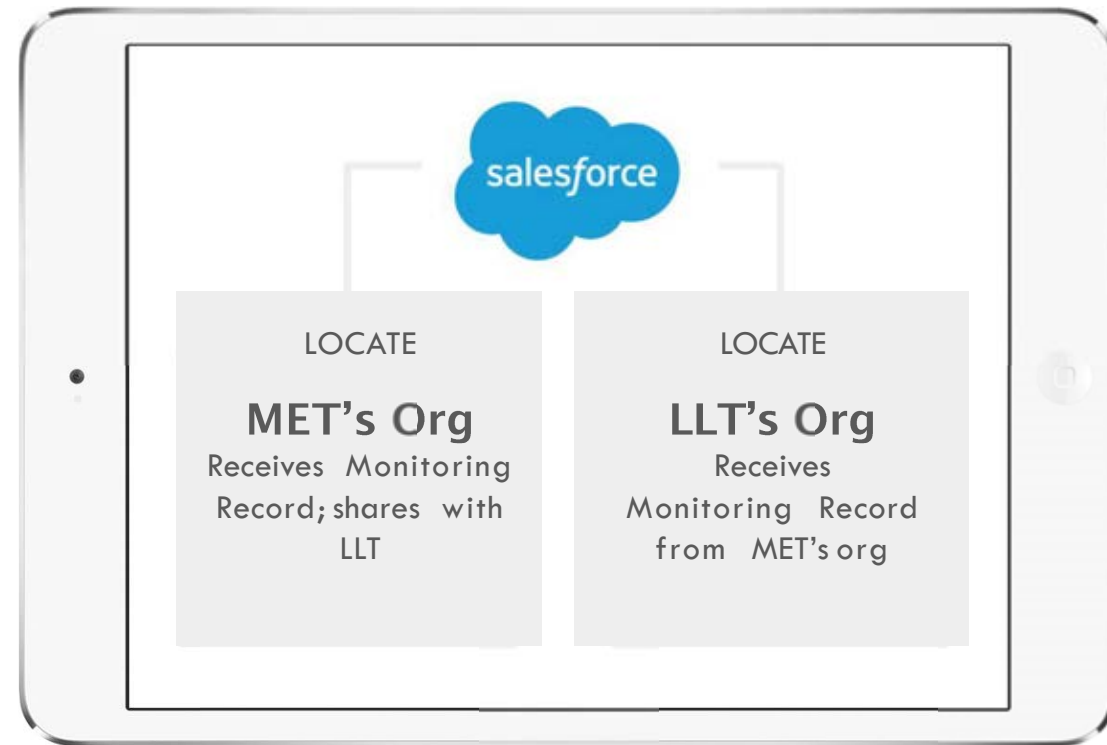 salesforce
LOCATE
MET's Org
Receives Monitoring
Record; shares with
LLT
LOCATE
LLT's Org
Receives
Monitoring Record
from MET's org